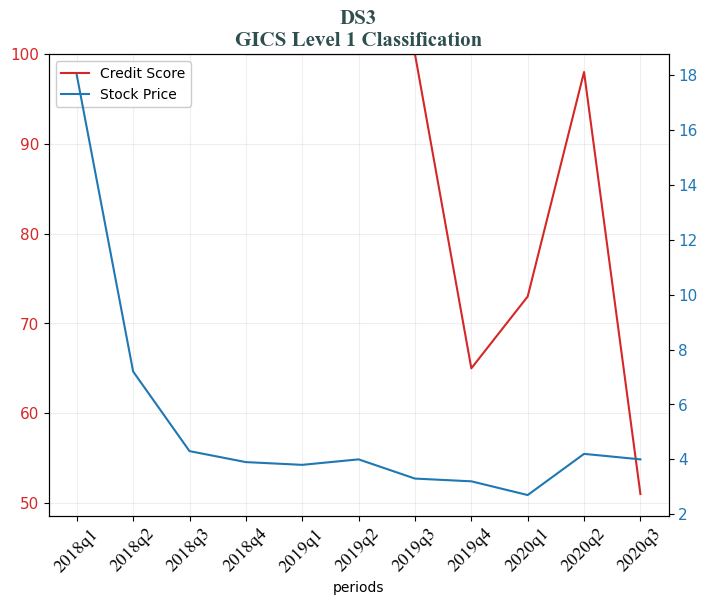 DS3
GICS Level 1 Classification
Credit Score
Stock Price
100
90
80
70
60
50
18
16
14
12
10
8
6
4
2
2018q1
2018q2
2018q3
2018q4
2019q1
2019q2
2019q3
2019q4
2020q1
2020q2
2020q3
periods